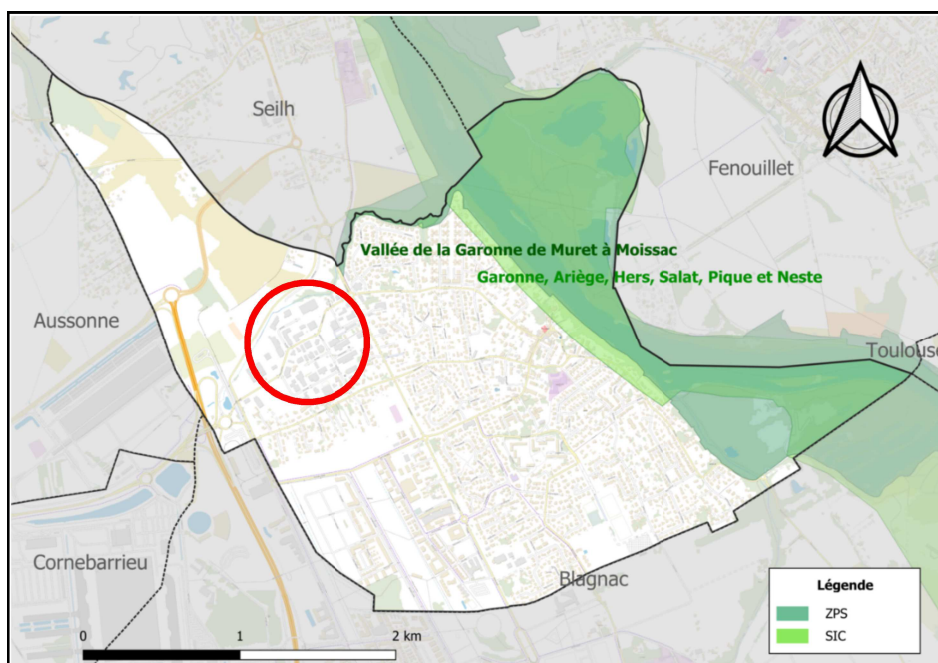 Seilh
Fenouillet
Vallée de la Garonne de Muret à Moissac
Garonne, Ariège, Hers, Salat, Pique et Neste
Aussonne
Toulouse
Cornebarrieu
Blagnac
Légende
ZPS
SIC
0
1
2 km